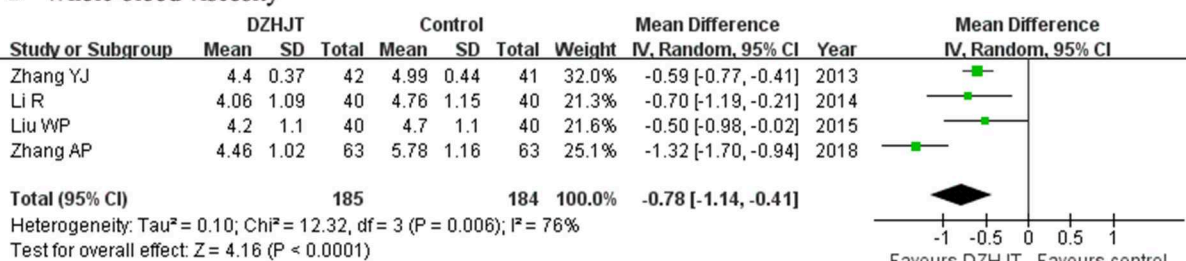 DZHJT Control Mean Difference Mean Difference
Study or Subgroup Mean SD Total Mean SD Total Weight IV, Random, 95% CI Year IV, Random, 95% CI
Zhang YJ 4.4 0.37 42 4.99 0.44 41 32.0% -0.59 [-0.77, -0.41] 2013
Li R 4.06 1.09 40 4.76 1.15 40 21.3% -0.70 [-1.19, -0.21] 2014
Liu WP 4.2 1.1 40 4.7 1.1 40 21.6% -0.50 [-0.98, -0.02] 2015
Zhang AP 4.46 1.02 63 5.78 1.16 63 25.1% -1.32 [-1.70, -0.94] 2018
Total (95% CI) 185 184 100.0% -0.78 [-1.14, -0.41]
Heterogeneity: Tau² = 0.10; Chi² = 12.32, df = 3 (P = 0.006); I² = 76%
Test for overall effect: Z = 4.16 (P < 0.0001)
-1 -0.5 0 0.5 1
Favours DZHJT Favours control